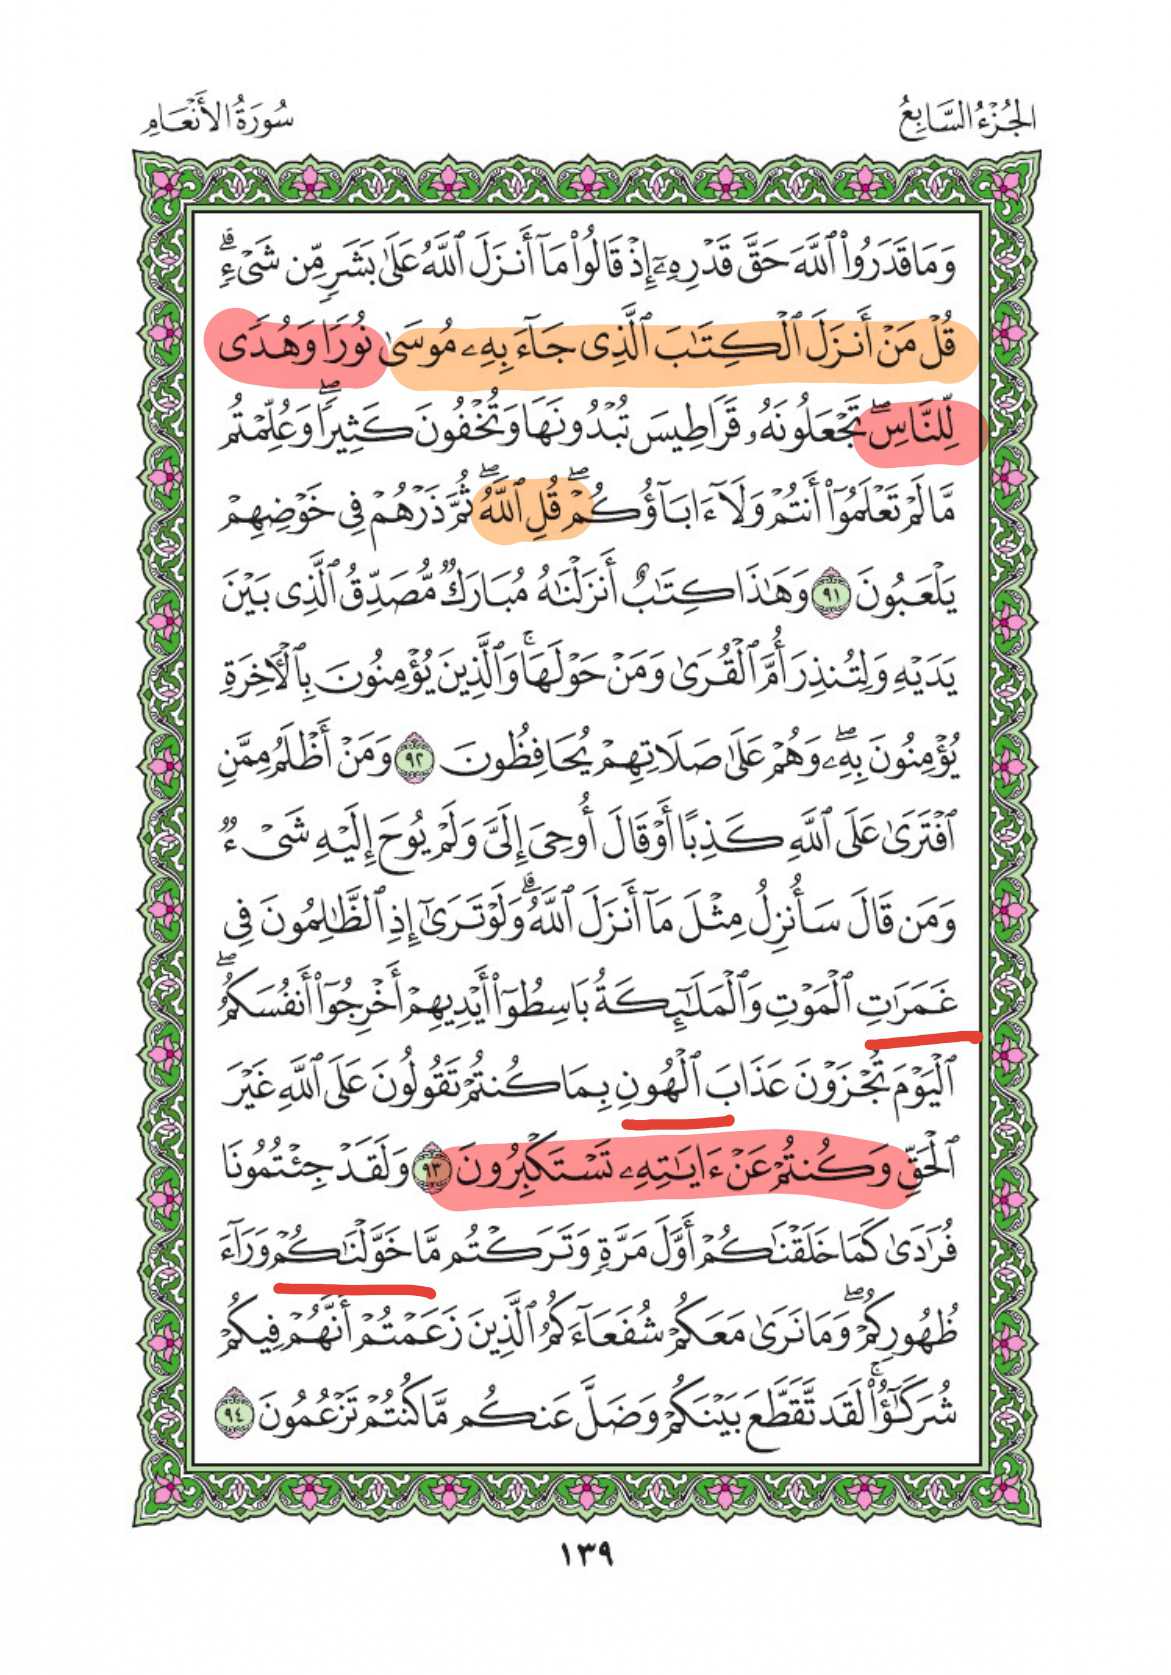 الجُزْءُ السَّابِعُ
سُورَةُ الأَنْعَامِ
وَمَا قَدَرُوا۟ ٱللَّهَ حَقَّ قَدْرِهِۦٓ إِذْ قَالُوا۟ مَآ أَنزَلَ ٱللَّهُ عَلَىٰ بَشَرٍ مِّن شَىْءٍ ۗ
قُلْ مَنْ أَنزَلَ ٱلْكِتَـٰبَ ٱلَّذِى جَآءَ بِهِۦ مُوسَىٰ نُورًا وَهُدًى
لِّلنَّاسِ ۖ تَجْعَلُونَهُۥ قَرَاطِيسَ تُبْدُونَهَا وَتُخْفُونَ كَثِيرًا ۖ وَعُلِّمْتُم
مَّا لَمْ تَعْلَمُوٓا۟ أَنتُمْ وَلَآ ءَابَآؤُكُمْ ۖ قُلِ ٱللَّهُ ۖ ثُمَّ ذَرْهُمْ فِى خَوْضِهِمْ
يَلْعَبُونَ ٩١ وَهَـٰذَا كِتَـٰبٌ أَنزَلْنَـٰهُ مُبَارَكٌ مُّصَدِّقُ ٱلَّذِى بَيْنَ
يَدَيْهِ وَلِتُنذِرَ أُمَّ ٱلْقُرَىٰ وَمَنْ حَوْلَهَا ۚ وَٱلَّذِينَ يُؤْمِنُونَ بِٱلْـَٔاخِرَةِ
يُؤْمِنُونَ بِهِۦ ۖ وَهُمْ عَلَىٰ صَلَاتِهِمْ يُحَافِظُونَ ٩٢ وَمَنْ أَظْلَمُ مِمَّنِ
ٱفْتَرَىٰ عَلَى ٱللَّهِ كَذِبًا أَوْ قَالَ أُوحِىَ إِلَىَّ وَلَمْ يُوحَ إِلَيْهِ شَىْءٌ
وَمَن قَالَ سَأُنزِلُ مِثْلَ مَآ أَنزَلَ ٱللَّهُ ۗ وَلَوْ تَرَىٰٓ إِذِ ٱلظَّـٰلِمُونَ فِى
غَمَرَٰتِ ٱلْمَوْتِ وَٱلْمَلَـٰٓئِكَةُ بَاسِطُوٓا۟ أَيْدِيهِمْ أَخْرِجُوٓا۟ أَنفُسَكُمُ ۖ
ٱلْيَوْمَ تُجْزَوْنَ عَذَابَ ٱلْهُونِ بِمَا كُنتُمْ تَقُولُونَ عَلَى ٱللَّهِ غَيْرَ
ٱلْحَقِّ وَكُنتُمْ عَنْ ءَايَـٰتِهِۦ تَسْتَكْبِرُونَ ٩٣ وَلَقَدْ جِئْتُمُونَا
فُرَٰدَىٰ كَمَا خَلَقْنَـٰكُمْ أَوَّلَ مَرَّةٍ وَتَرَكْتُم مَّا خَوَّلْنَـٰكُمْ وَرَآءَ
ظُهُورِكُمْ ۖ وَمَا نَرَىٰ مَعَكُمْ شُفَعَآءَكُمُ ٱلَّذِينَ زَعَمْتُمْ أَنَّهُمْ فِيكُمْ
شُرَكَـٰٓؤُا۟ ۚ لَقَد تَّقَطَّعَ بَيْنَكُمْ وَضَلَّ عَنكُم مَّا كُنتُمْ تَزْعُمُونَ ٩٤
١٣٩